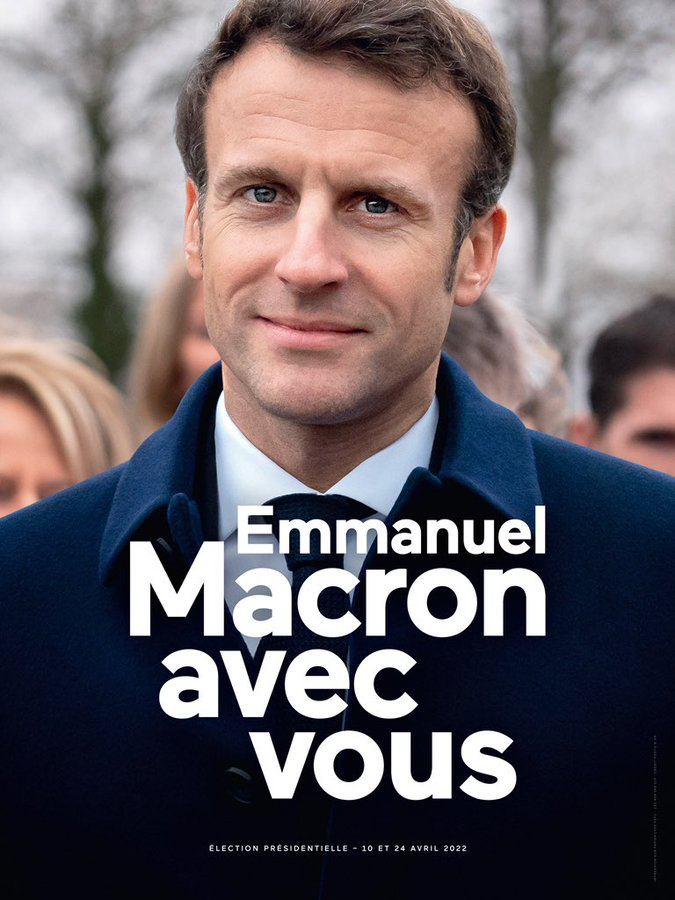 Emmanuel
Macron
avec
vous
ÉLECTION PRÉSIDENTIELLE – 10 ET 24 AVRIL 2022